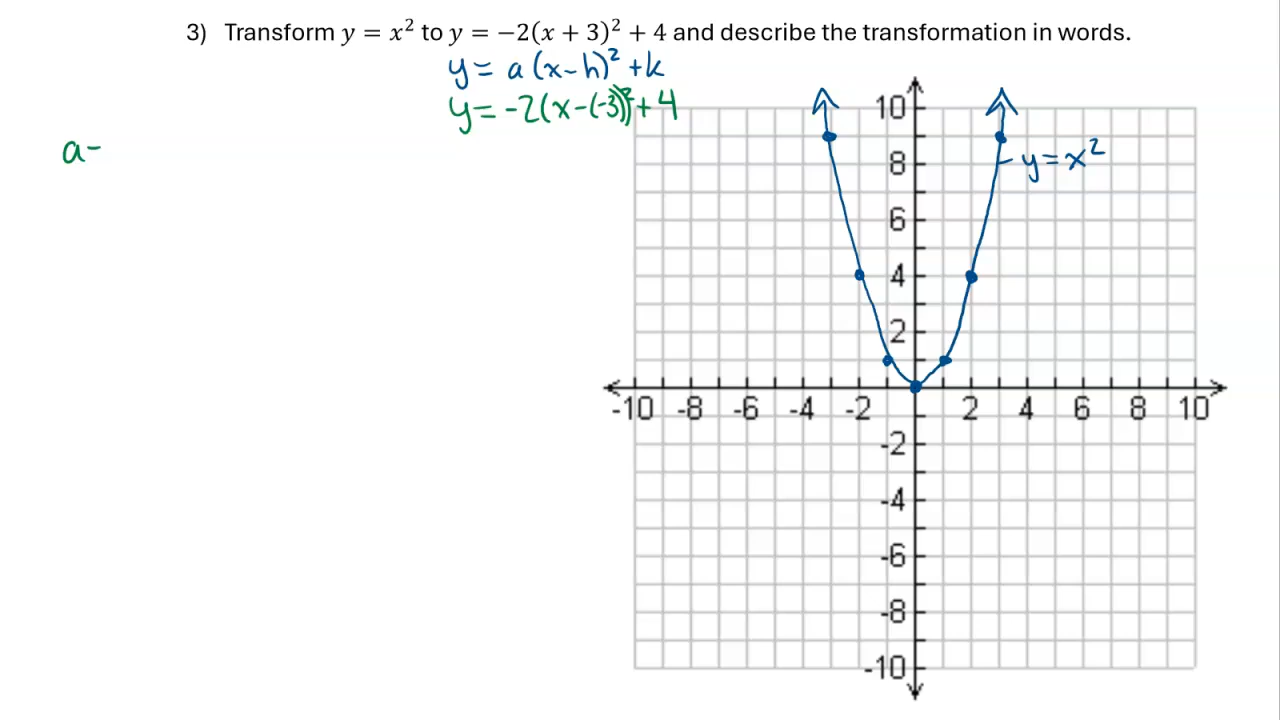 3) Transform y = x² to y = −2(x + 3)² + 4 and describe the transformation in words.
y = a(x-h)² + k
y = -2(x-(-3))² + 4
a-
y = x²
10
8
6
4
2
-10 -8 -6 -4 -2 2 4 6 8 10
-2
-4
-6
-8
-10